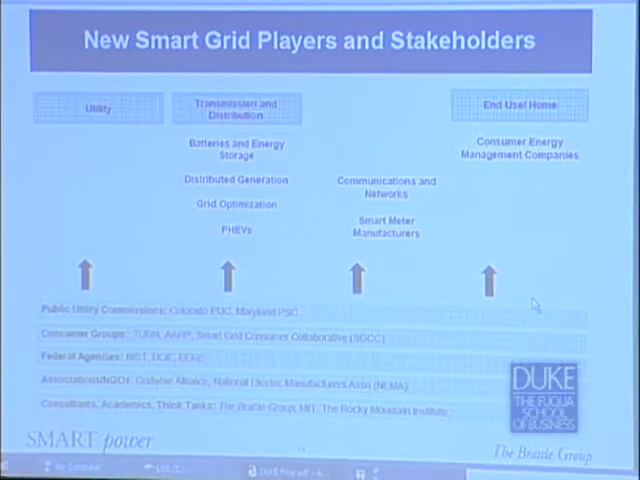 New Smart Grid Players and Stakeholders
Utility
Transmission and
Distribution
End Use/ Home
Batteries and Energy
Storage
Consumer Energy
Management Companies
Distributed Generation
Communications and
Networks
Grid Optimization
Smart Meter
Manufacturers
PHEVs
Public Utility Commissions: Colorado PUC, Maryland PSC
Consumer Groups: TURN, AARP, Smart Grid Consumer Collaborative (SGCC)
Federal Agencies: NIST, DOE, EERE
Associations/NGOs: Gridwise Alliance, National Electric Manufacturers Assn (NEMA)
Consultants, Academics, Think Tanks: The Brattle Group, MIT, The Rocky Mountain Institute,
DUKE
THE FUQUA
SCHOOL
OF BUSINESS
SMART power
The Brattle Group
My Computer